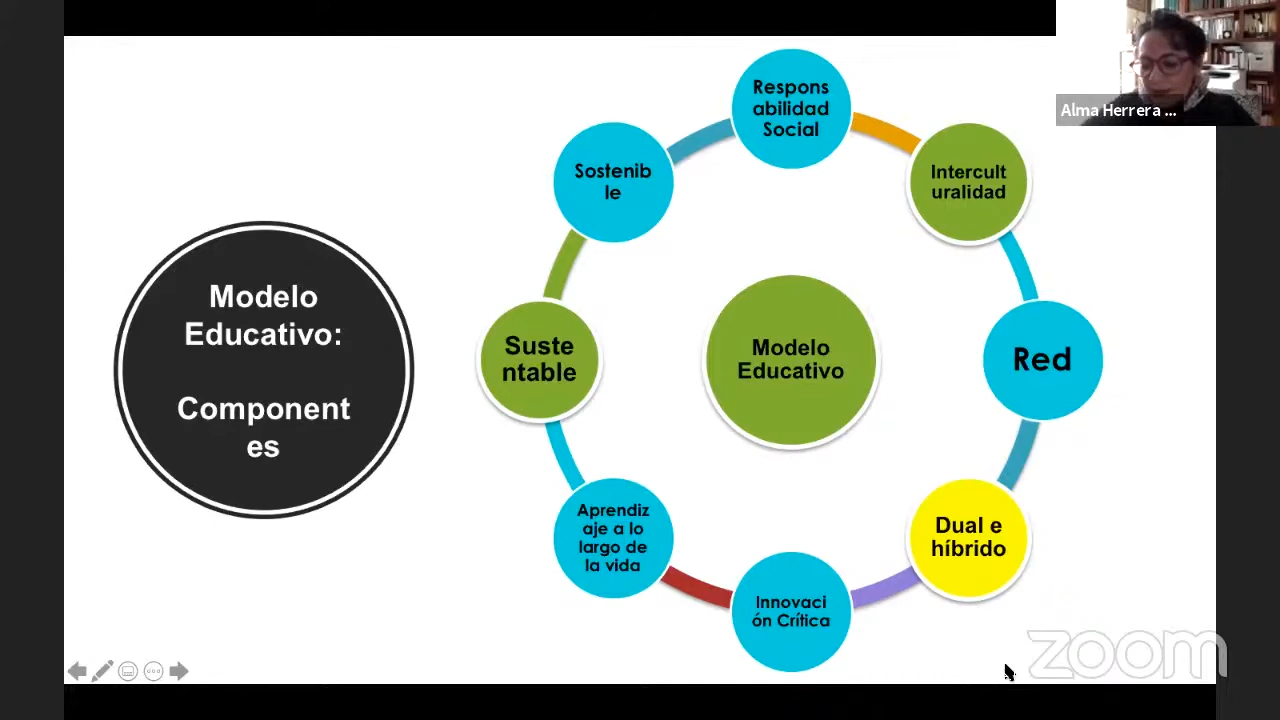 Alma Herrera ...
Modelo
Educativo:
Component
es
Respons
abilidad
Social
Intercult
uralidad
Red
Dual e
híbrido
Innovaci
ón Crítica
Aprendiz
aje a lo
largo de
la vida
Suste
ntable
Sostenib
le
Modelo
Educativo
zoom